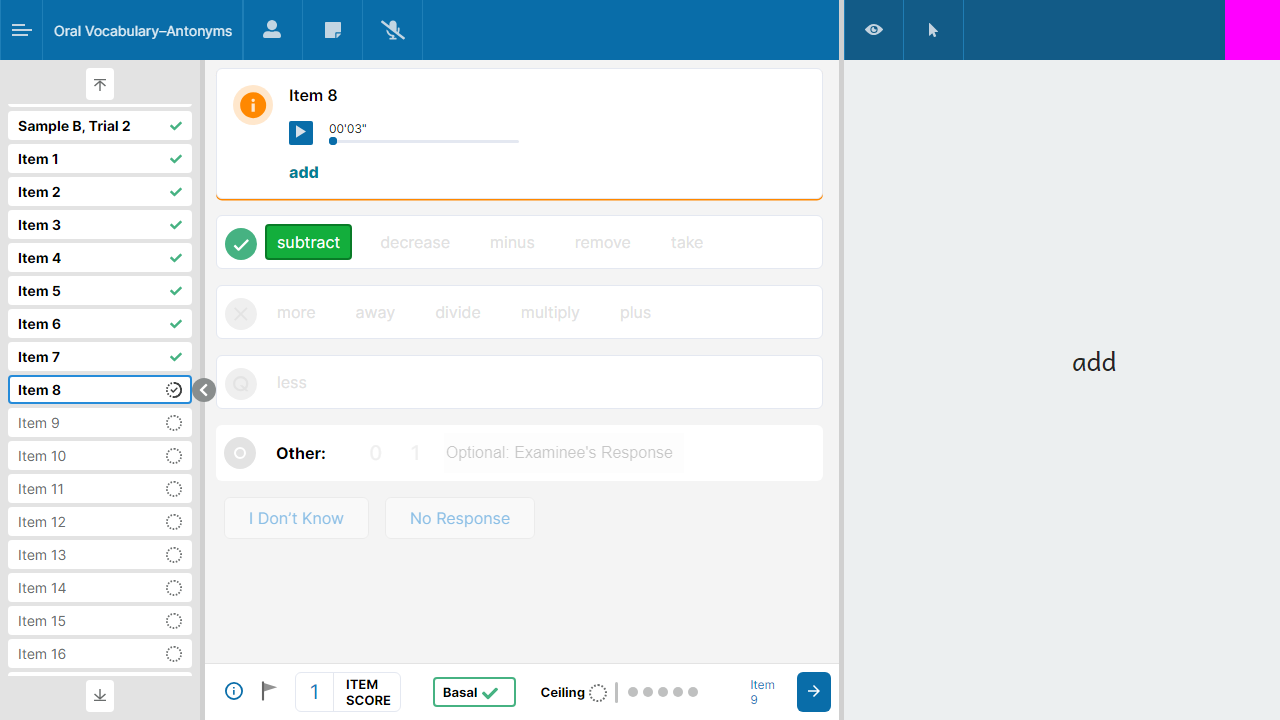 Oral Vocabulary–Antonyms
Sample B, Trial 2
Item 1
Item 2
Item 3
Item 4
Item 5
Item 6
Item 7
Item 8
Item 9
Item 10
Item 11
Item 12
Item 13
Item 14
Item 15
Item 16
Item 8
00'03"
add
subtract decrease minus remove take
more away divide multiply plus
less
Other: 0 1 Optional: Examinee's Response
I Don't Know No Response
1 ITEM SCORE
Basal
Ceiling
Item 9
add